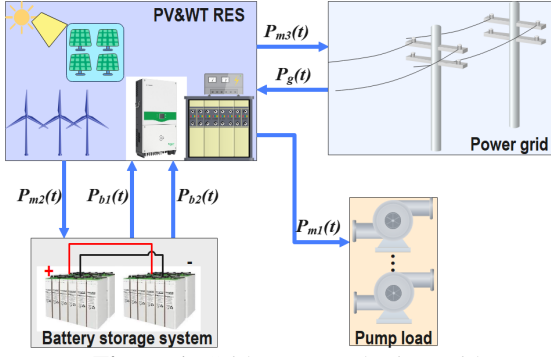 PV&WT RES
Pm3(t)
Pg(t)
Power grid
Pm2(t)
Pb1(t)
Pb2(t)
Pm1(t)
+
-
Battery storage system
Pump load